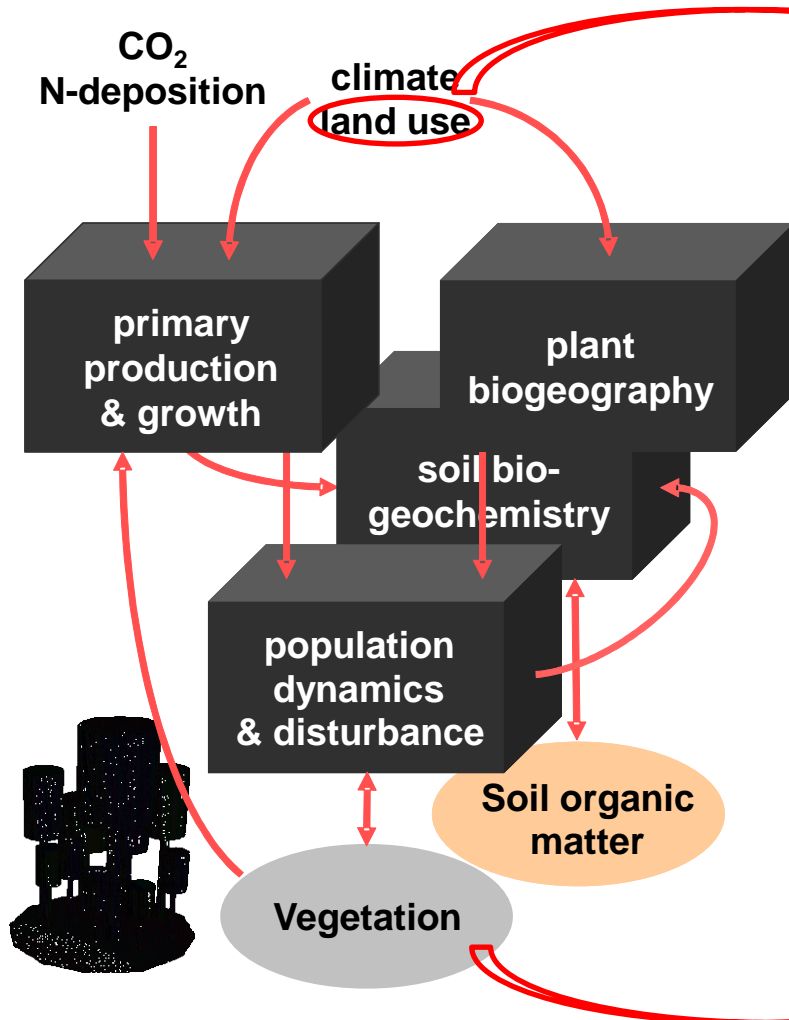 CO₂
N-deposition
climate
land use
primary
production
& growth
plant
biogeography
soil bio-
geochemistry
population
dynamics
& disturbance
Soil organic
matter
Vegetation